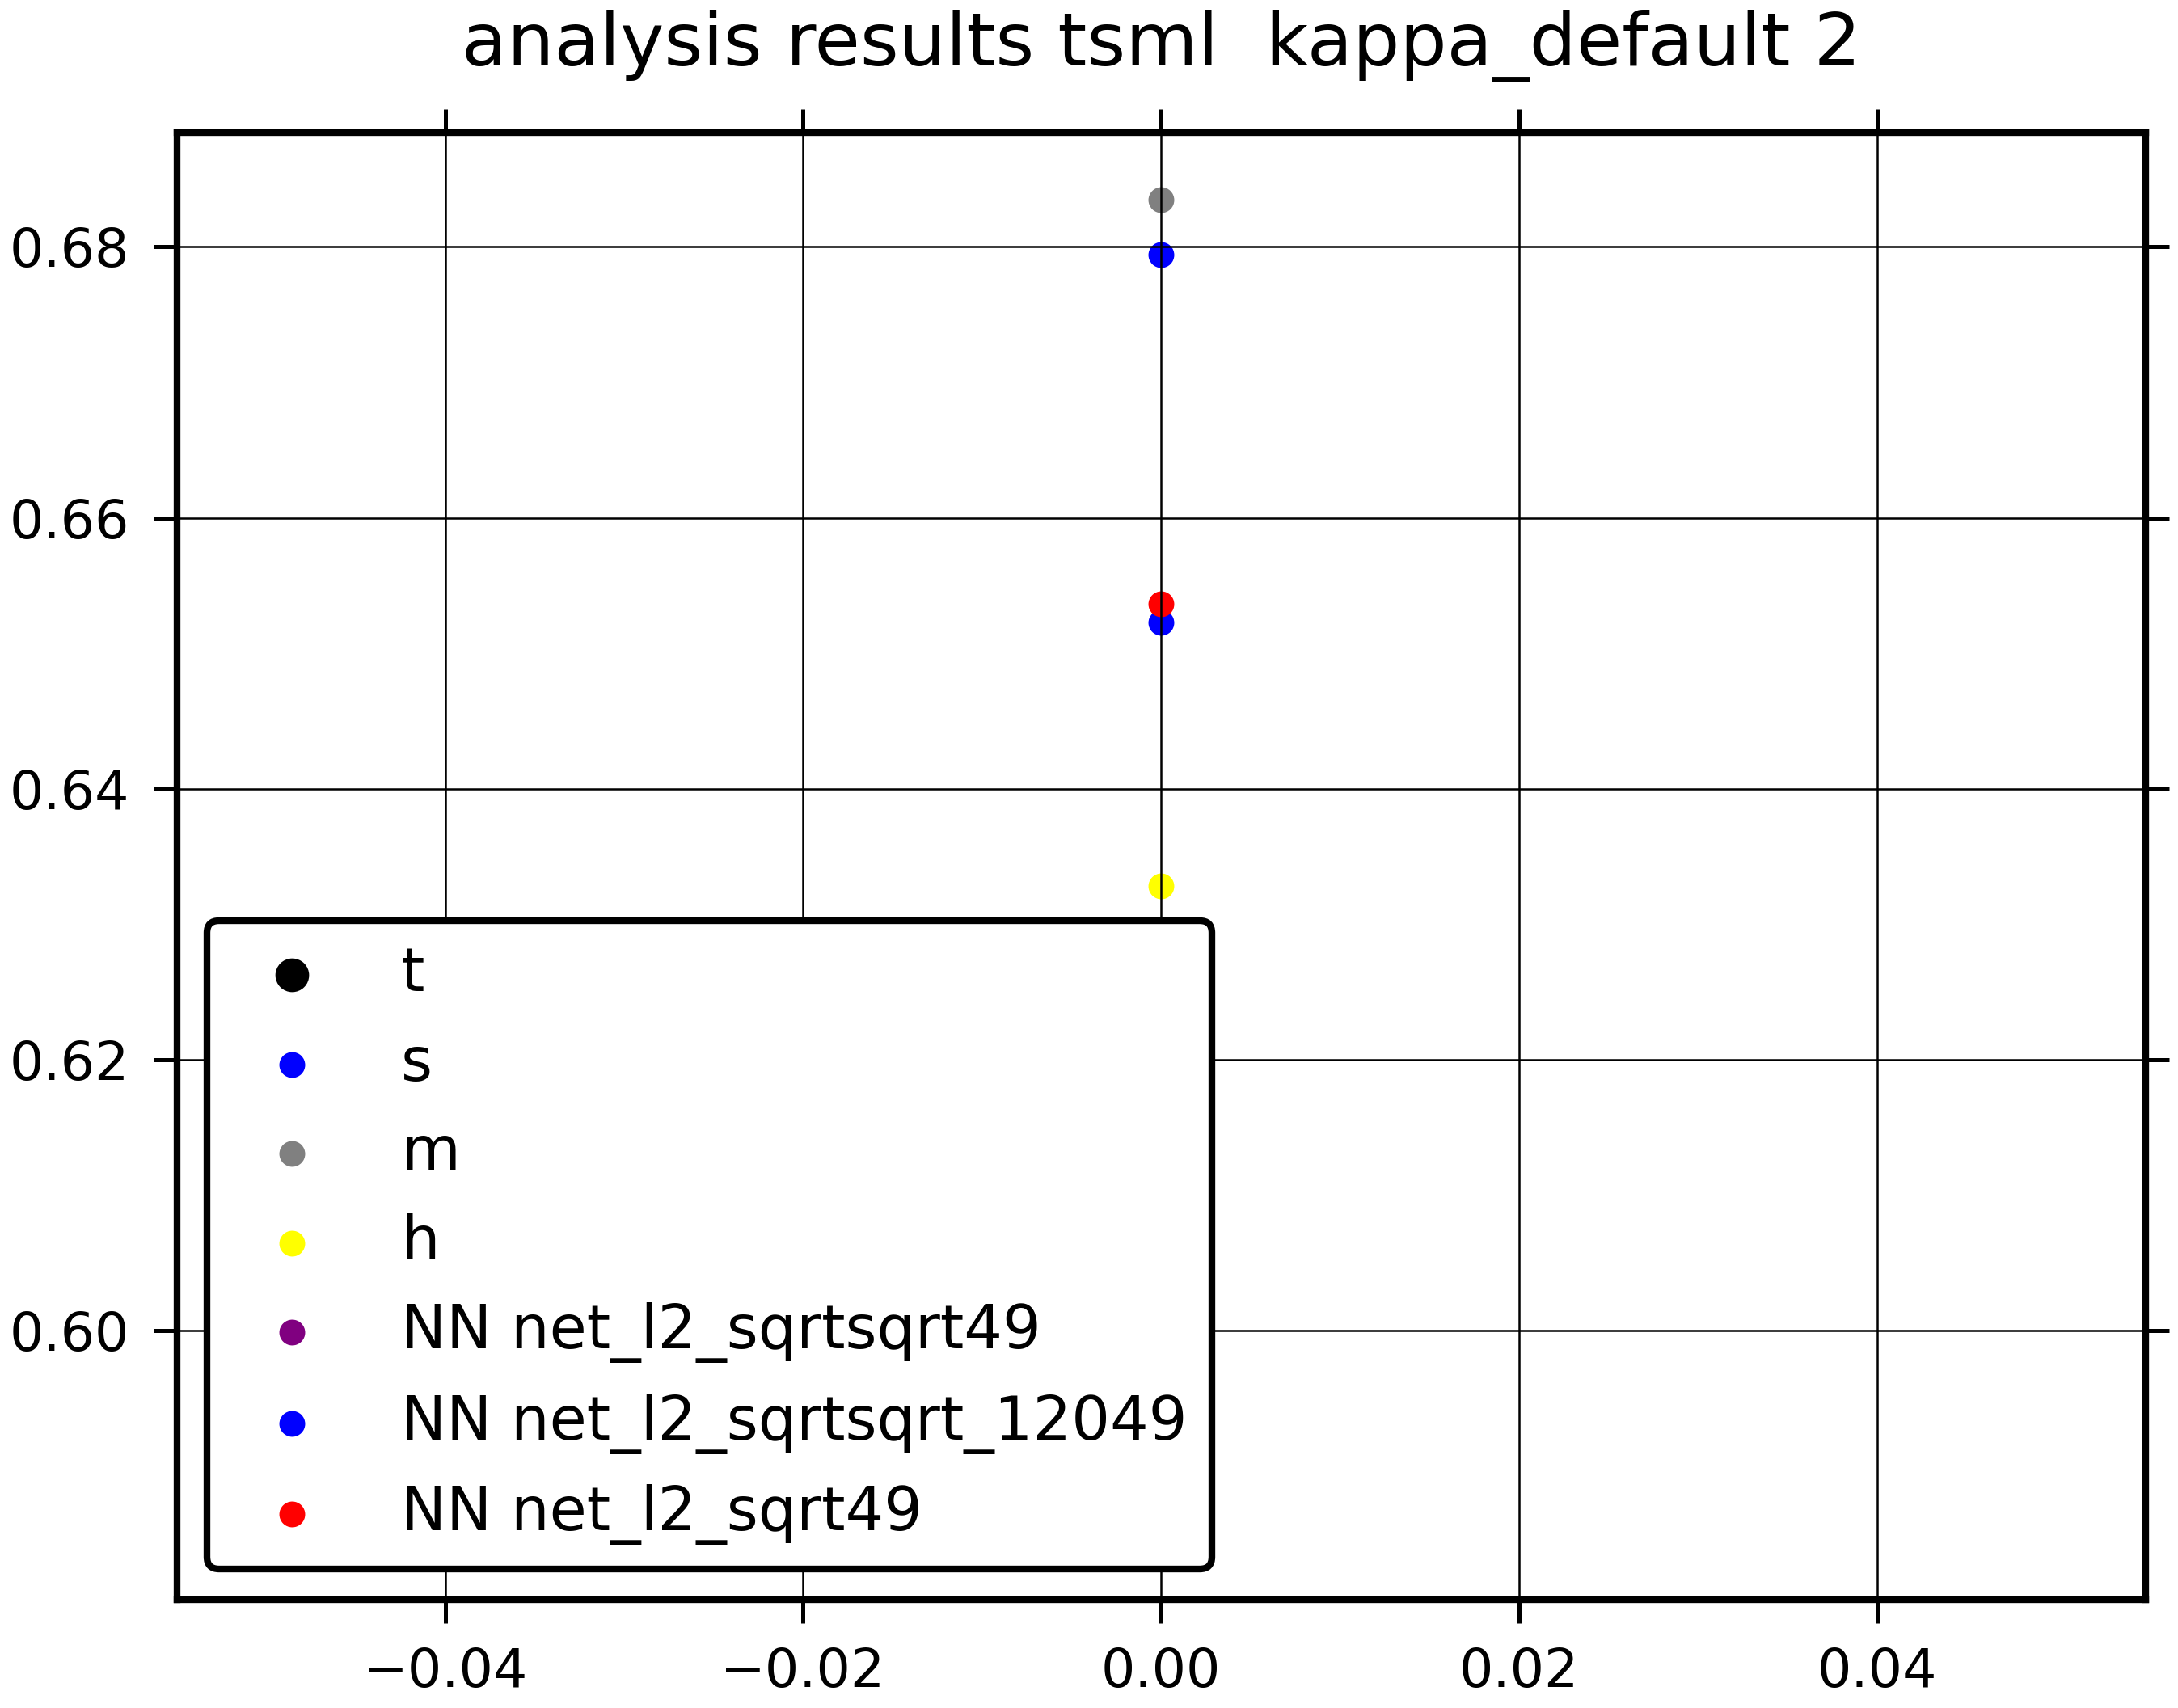 analysis results tsml  kappa_default 2
0.68
0.66
0.64
0.62
0.60
t
s
m
h
NN net_l2_sqrtsqrt49
NN net_l2_sqrtsqrt_12049
NN net_l2_sqrt49
−0.04
−0.02
0.00
0.02
0.04